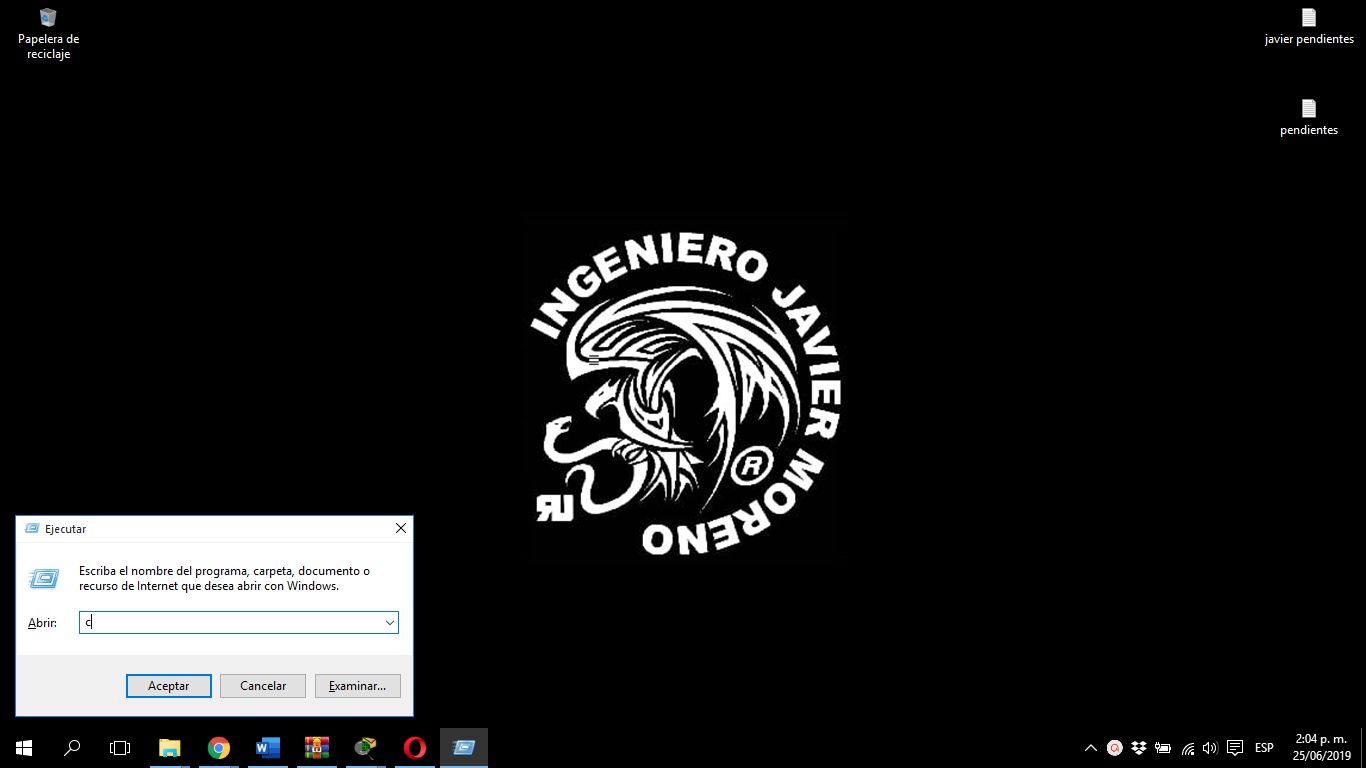 Papelera de
reciclaje
javier pendientes
pendientes
INGENIERO JAVIER MORENO
®
Ejecutar
Escriba el nombre del programa, carpeta, documento o
recurso de Internet que desea abrir con Windows.
Abrir:
c
Aceptar
Cancelar
Examinar...
ESP
2:04 p. m.
25/06/2019